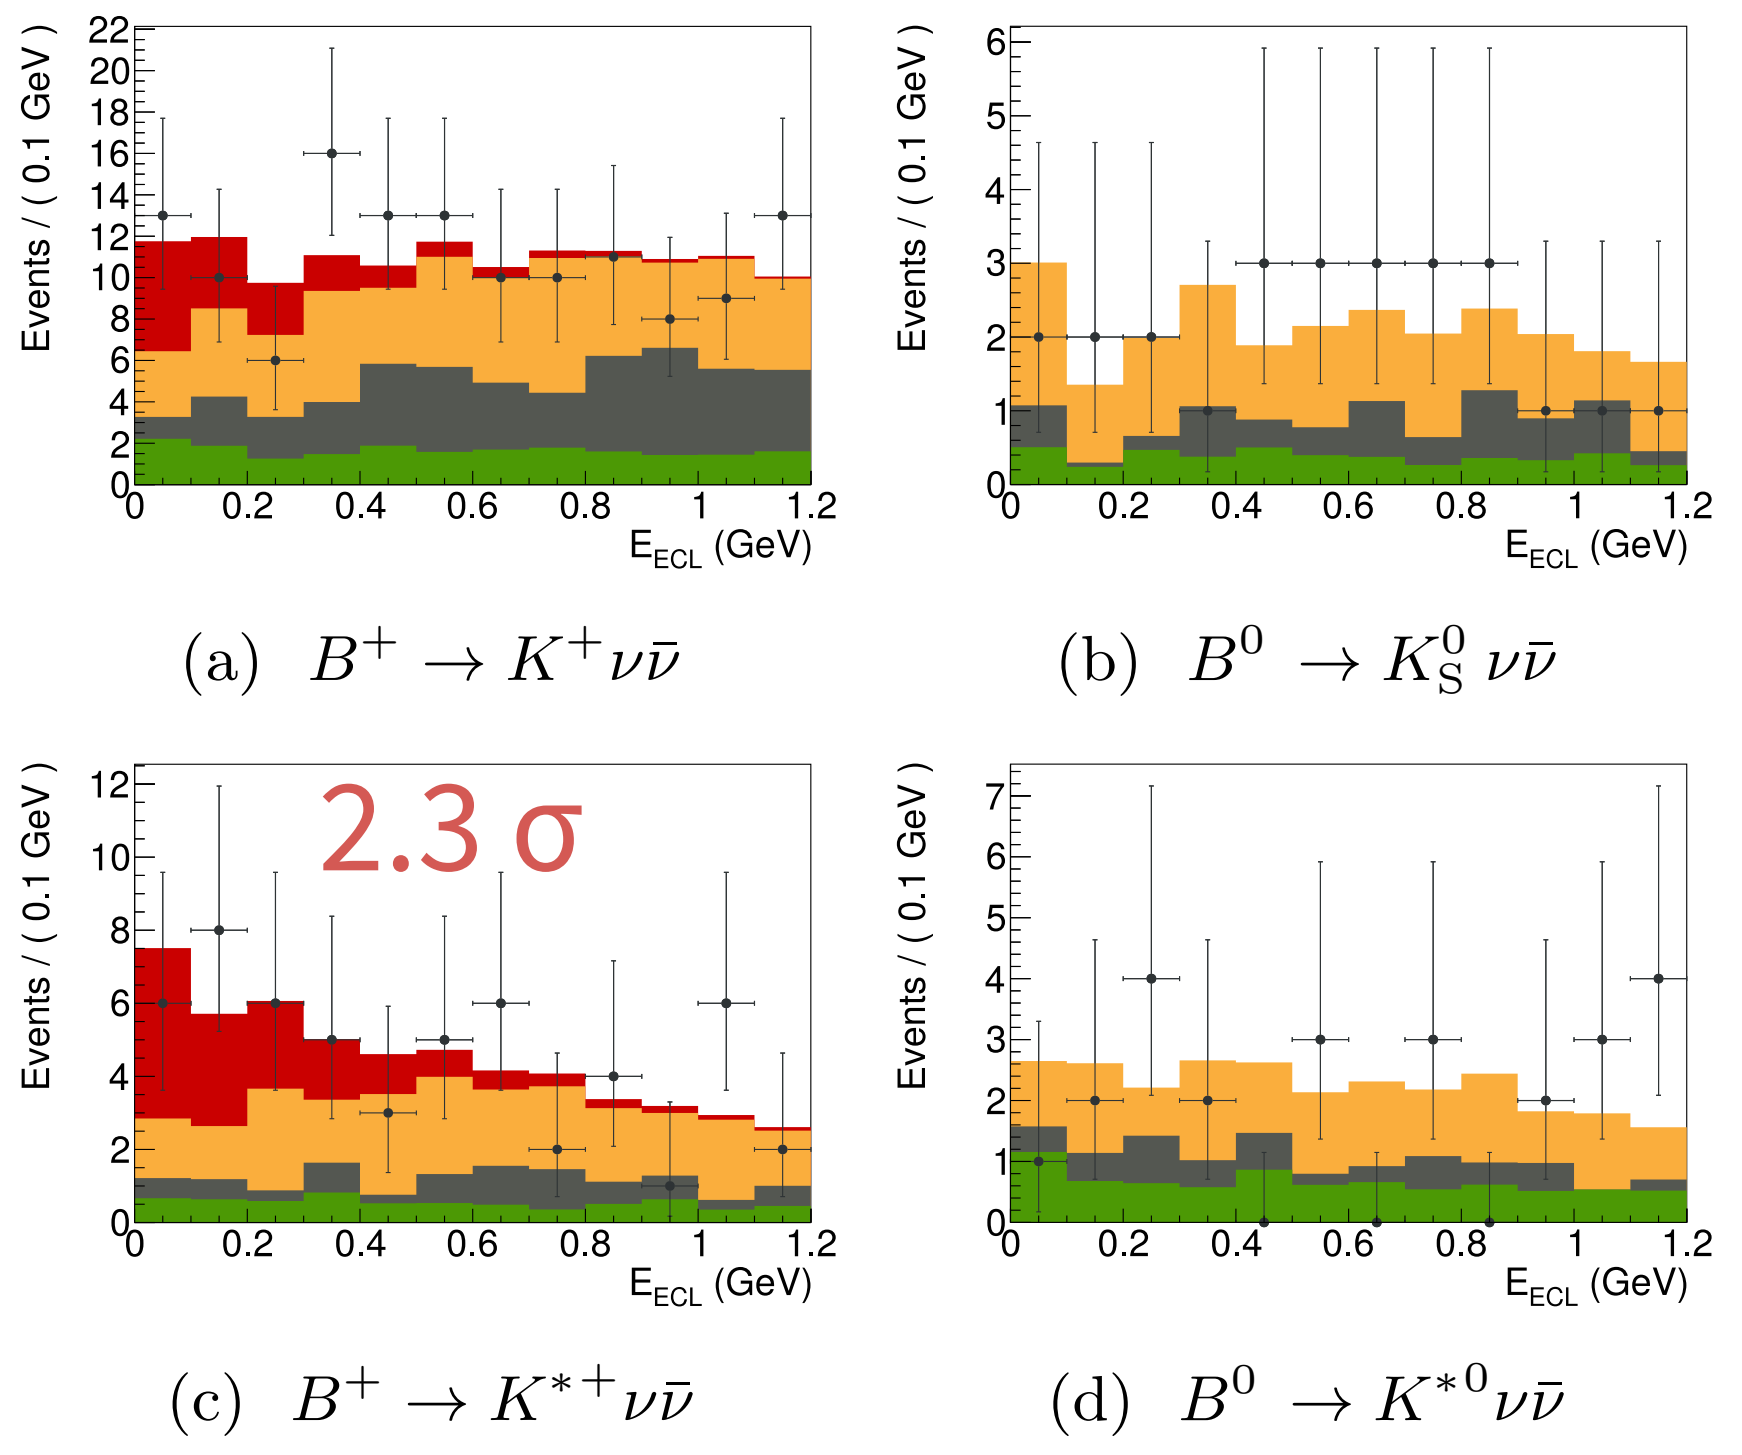 Events / ( 0.1 GeV )
22
20
18
16
14
12
10
8
6
4
2
0
0 0.2 0.4 0.6 0.8 1 1.2
E_ECL (GeV)
(a) B⁺ → K⁺νν̄
Events / ( 0.1 GeV )
6
5
4
3
2
1
0
0 0.2 0.4 0.6 0.8 1 1.2
E_ECL (GeV)
(b) B⁰ → K_S⁰ νν̄
Events / ( 0.1 GeV )
12
10
8
6
4
2
0
2.3 σ
0 0.2 0.4 0.6 0.8 1 1.2
E_ECL (GeV)
(c) B⁺ → K*⁺νν̄
Events / ( 0.1 GeV )
7
6
5
4
3
2
1
0
0 0.2 0.4 0.6 0.8 1 1.2
E_ECL (GeV)
(d) B⁰ → K*⁰νν̄